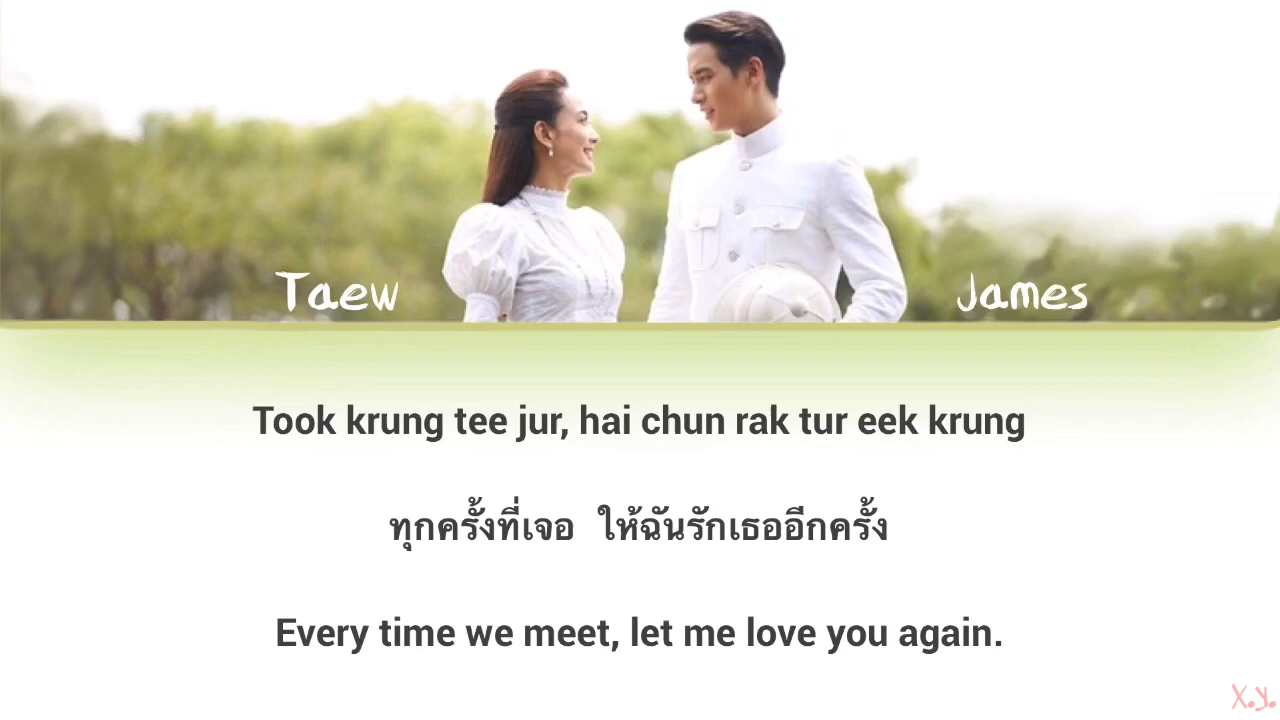 Taew James
Took krung tee jur, hai chun rak tur eek krung
ทุกครั้งที่เจอ ให้ฉันรักเธออีกครั้ง
Every time we meet, let me love you again.
X.Y.